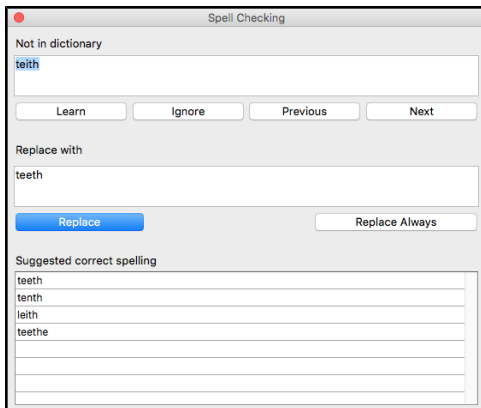 Spell Checking
Not in dictionary
teith
Learn Ignore Previous Next
Replace with
teeth
Replace Replace Always
Suggested correct spelling
teeth
tenth
leith
teethe